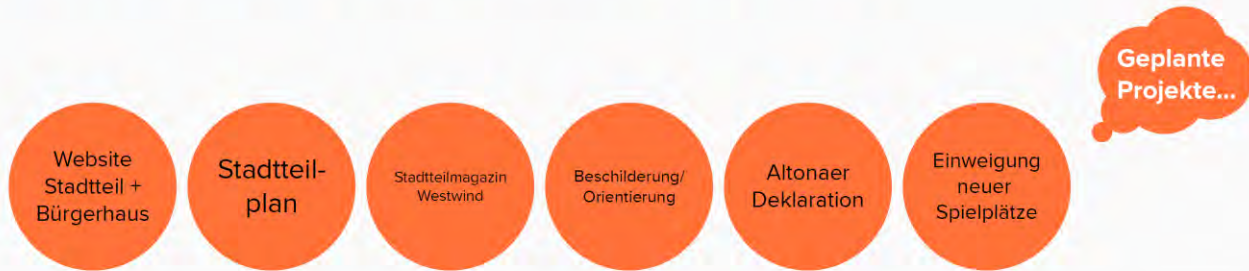 Geplante
Projekte...
Website
Stadtteil +
Bürgerhaus
Stadtteil-
plan
Stadtteilmagazin
Westwind
Beschilderung/
Orientierung
Altonaer
Deklaration
Einweigung
neuer
Spielplätze